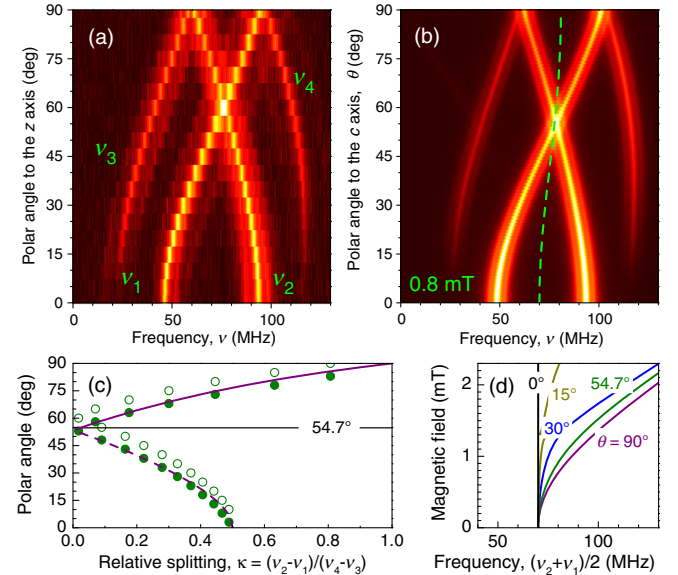 (a)
Polar angle to the z axis (deg)
90
75
60
45
30
15
0
ν3
ν4
ν1
ν2
0 50 100
Frequency, ν (MHz)
(b)
Polar angle to the c axis, θ (deg)
90
75
60
45
30
15
0
0.8 mT
0 50 100
Frequency, ν (MHz)
(c)
Polar angle (deg)
90
75
60
45
30
15
0
54.7°
0.0 0.2 0.4 0.6 0.8 1.0
Relative splitting, κ = (ν2-ν1)/(ν4-ν3)
(d)
Magnetic field (mT)
2
1
0
0°
15°
54.7°
30°
θ = 90°
40 80 120
Frequency, (ν2+ν1)/2 (MHz)